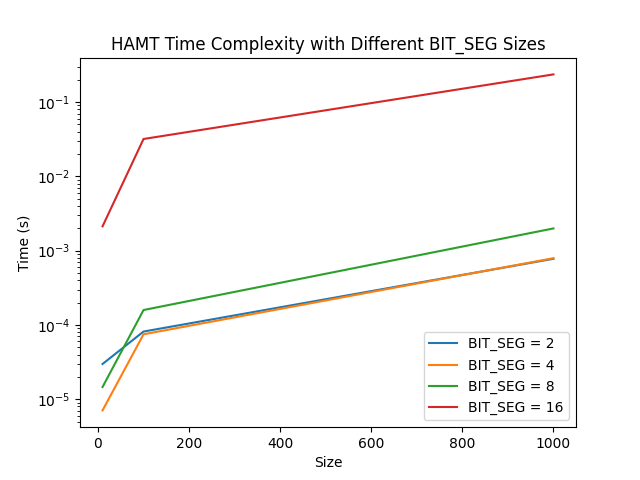 HAMT Time Complexity with Different BIT_SEG Sizes
Time (s)
10⁻¹
10⁻²
10⁻³
10⁻⁴
10⁻⁵
BIT_SEG = 2
BIT_SEG = 4
BIT_SEG = 8
BIT_SEG = 16
0 200 400 600 800 1000
Size